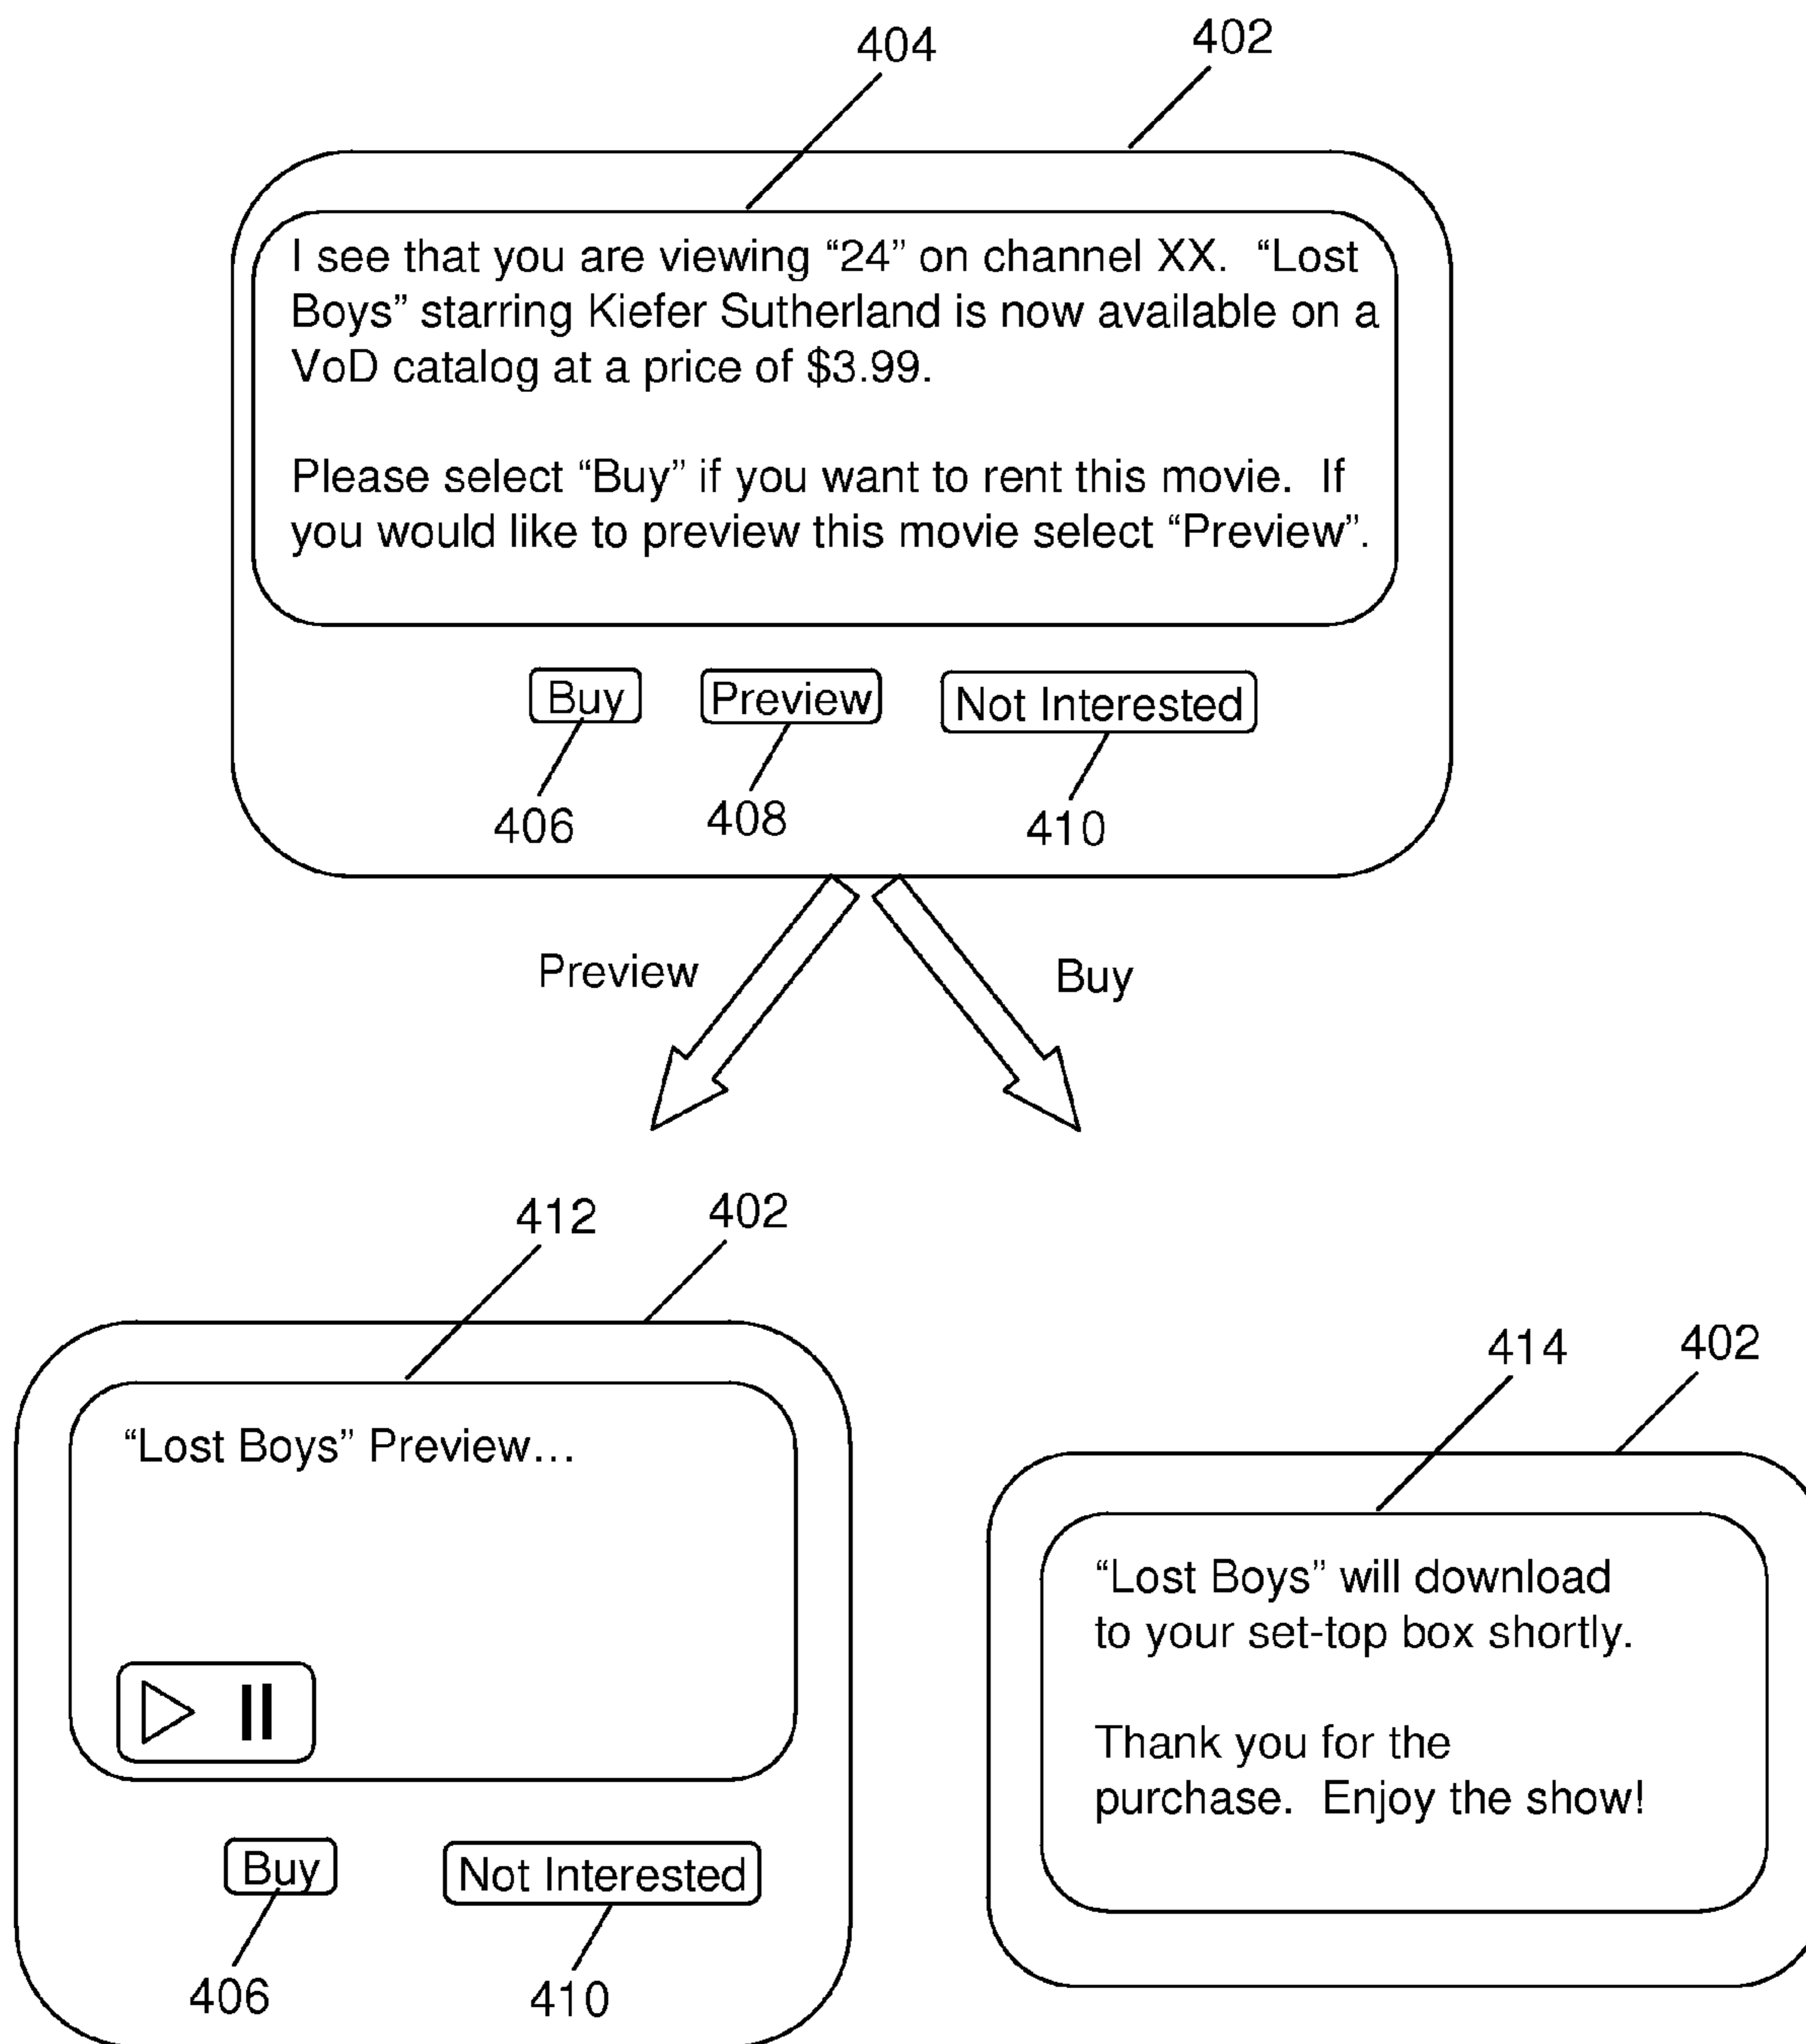 404
402
I see that you are viewing “24” on channel XX.  “Lost
Boys” starring Kiefer Sutherland is now available on a
VoD catalog at a price of $3.99.
Please select “Buy” if you want to rent this movie.  If
you would like to preview this movie select “Preview”.
Buy
Preview
Not Interested
406
408
410
Preview
Buy
412
402
“Lost Boys” Preview...
Buy
Not Interested
406
410
414
402
“Lost Boys” will download
to your set-top box shortly.
Thank you for the
purchase.  Enjoy the show!